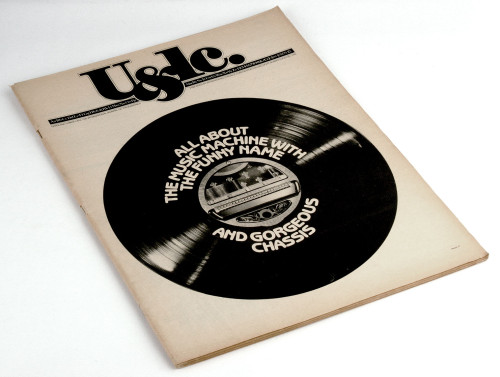 U&lc.
ALL ABOUT
THE MUSIC MACHINE WITH
THE FUNNY NAME
AND GORGEOUS
CHASSIS